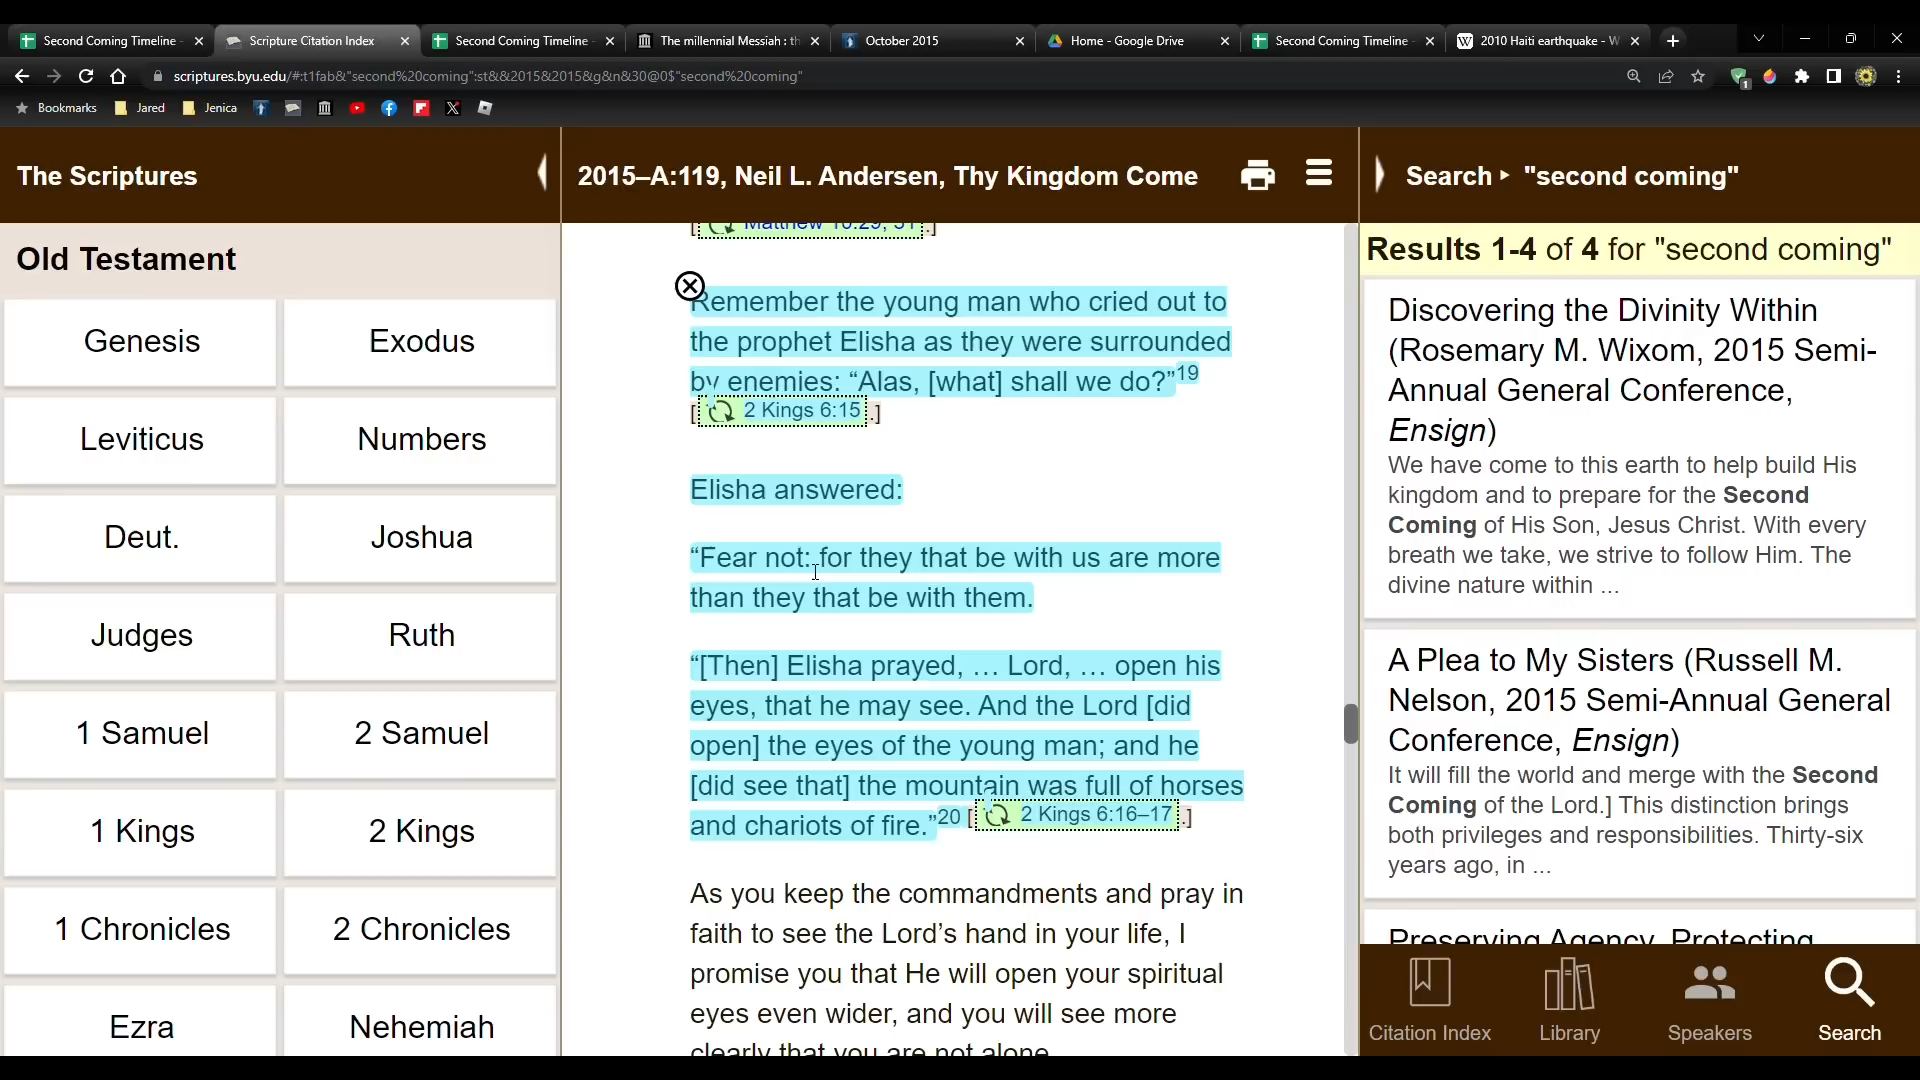 Second Coming Timeline -
Scripture Citation Index
Second Coming Timeline -
The millennial Messiah : th
October 2015
Home - Google Drive
Second Coming Timeline -
2010 Haiti earthquake - W
scriptures.byu.edu/#:t1fab&"second%20coming":st&&2015&2015&g&n&30@0$"second%20coming"
1
Bookmarks
Jared
Jenica
The Scriptures
2015–A:119, Neil L. Andersen, Thy Kingdom Come
Search ▸ "second coming"
Old Testament
Genesis
Exodus
Leviticus
Numbers
Deut.
Joshua
Judges
Ruth
1 Samuel
2 Samuel
1 Kings
2 Kings
1 Chronicles
2 Chronicles
Ezra
Nehemiah
[ Matthew 10:29, 31 .]
Remember the young man who cried out to
the prophet Elisha as they were surrounded
by enemies: “Alas, [what] shall we do?”19
[ 2 Kings 6:15 .]
Elisha answered:
“Fear not: for they that be with us are more
than they that be with them.
“[Then] Elisha prayed, … Lord, … open his
eyes, that he may see. And the Lord [did
open] the eyes of the young man; and he
[did see that] the mountain was full of horses
and chariots of fire.”20 [ 2 Kings 6:16–17 .]
As you keep the commandments and pray in
faith to see the Lord’s hand in your life, I
promise you that He will open your spiritual
eyes even wider, and you will see more
clearly that you are not alone.
Results 1-4 of 4 for "second coming"
Discovering the Divinity Within
(Rosemary M. Wixom, 2015 Semi-
Annual General Conference,
Ensign)
We have come to this earth to help build His
kingdom and to prepare for the Second
Coming of His Son, Jesus Christ. With every
breath we take, we strive to follow Him. The
divine nature within ...
A Plea to My Sisters (Russell M.
Nelson, 2015 Semi-Annual General
Conference, Ensign)
It will fill the world and merge with the Second
Coming of the Lord.] This distinction brings
both privileges and responsibilities. Thirty-six
years ago, in ...
Preserving Agency, Protecting
Citation Index
Library
Speakers
Search